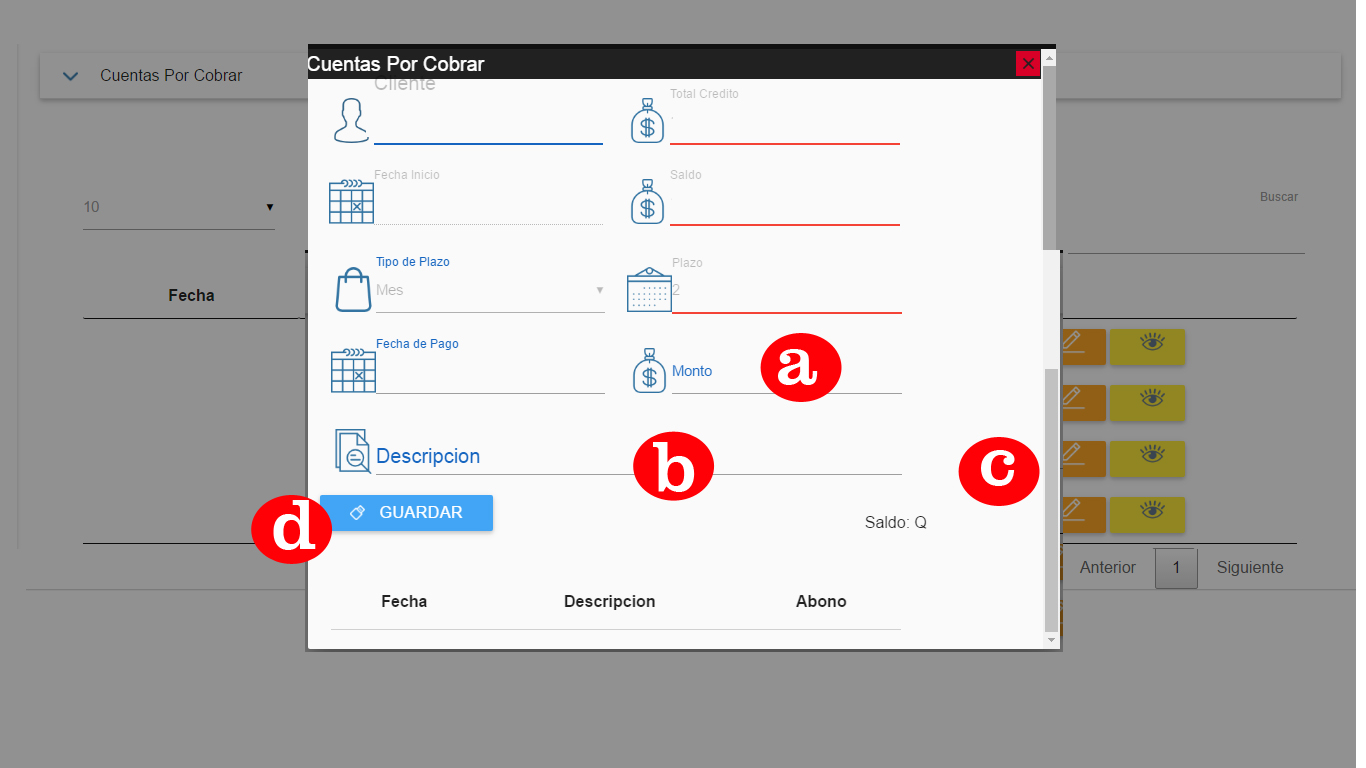 Cuentas Por Cobrar
Cuentas Por Cobrar
Cliente
Total Credito
Fecha Inicio
Saldo
10
Buscar
Tipo de Plazo
Mes
Plazo
2
Fecha
Fecha de Pago
Monto
a
Descripcion
b
c
d
GUARDAR
Saldo: Q
Anterior
1
Siguiente
Fecha
Descripcion
Abono